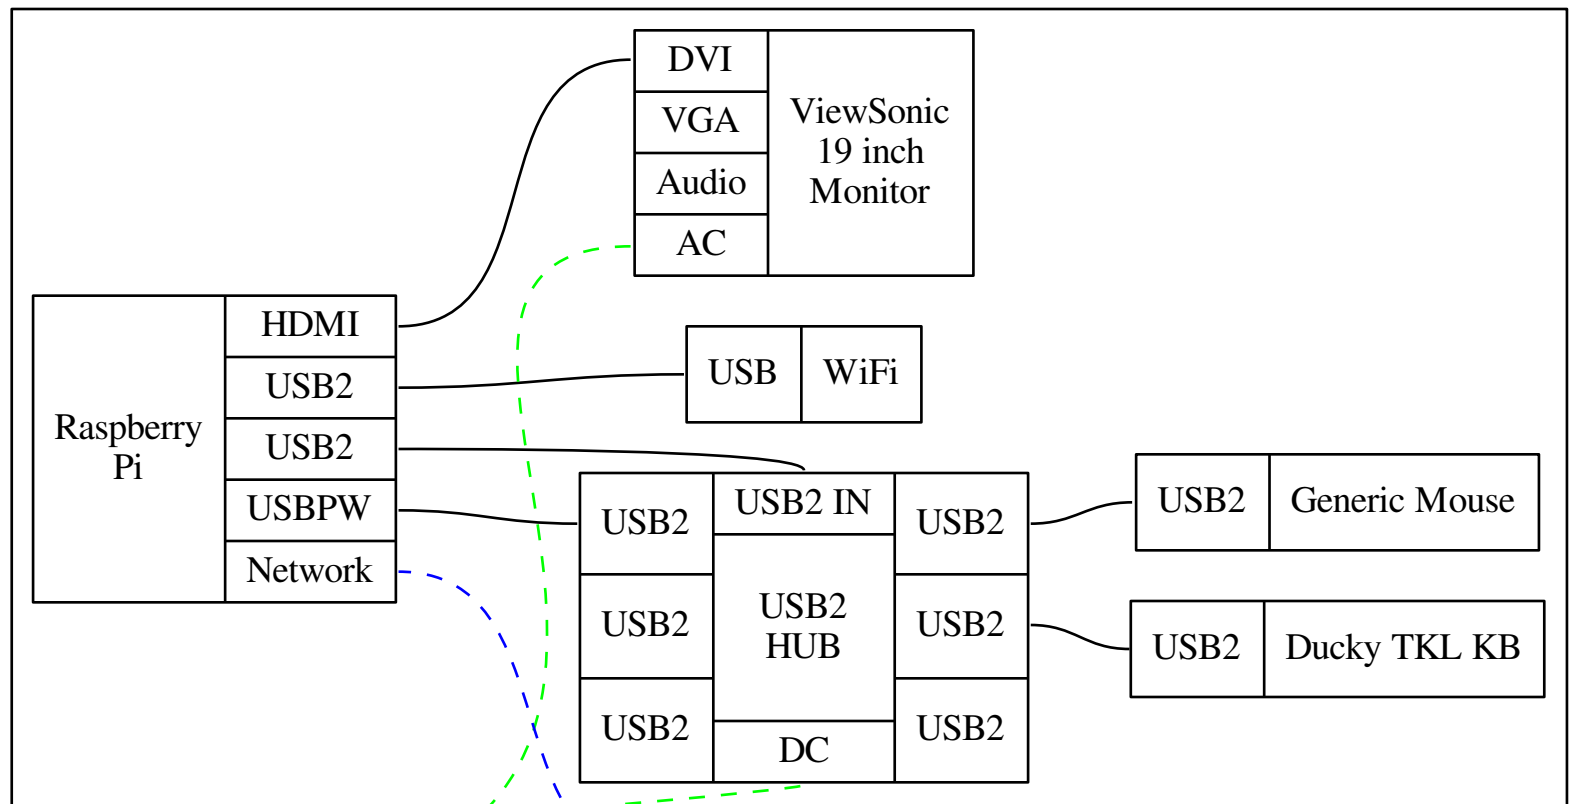 DVI
VGA
Audio
AC
ViewSonic
19 inch
Monitor
Raspberry
Pi
HDMI
USB2
USB2
USBPW
Network
USB
WiFi
USB2
USB2
USB2
USB2 IN
USB2
HUB
DC
USB2
USB2
USB2
USB2
Generic Mouse
USB2
Ducky TKL KB